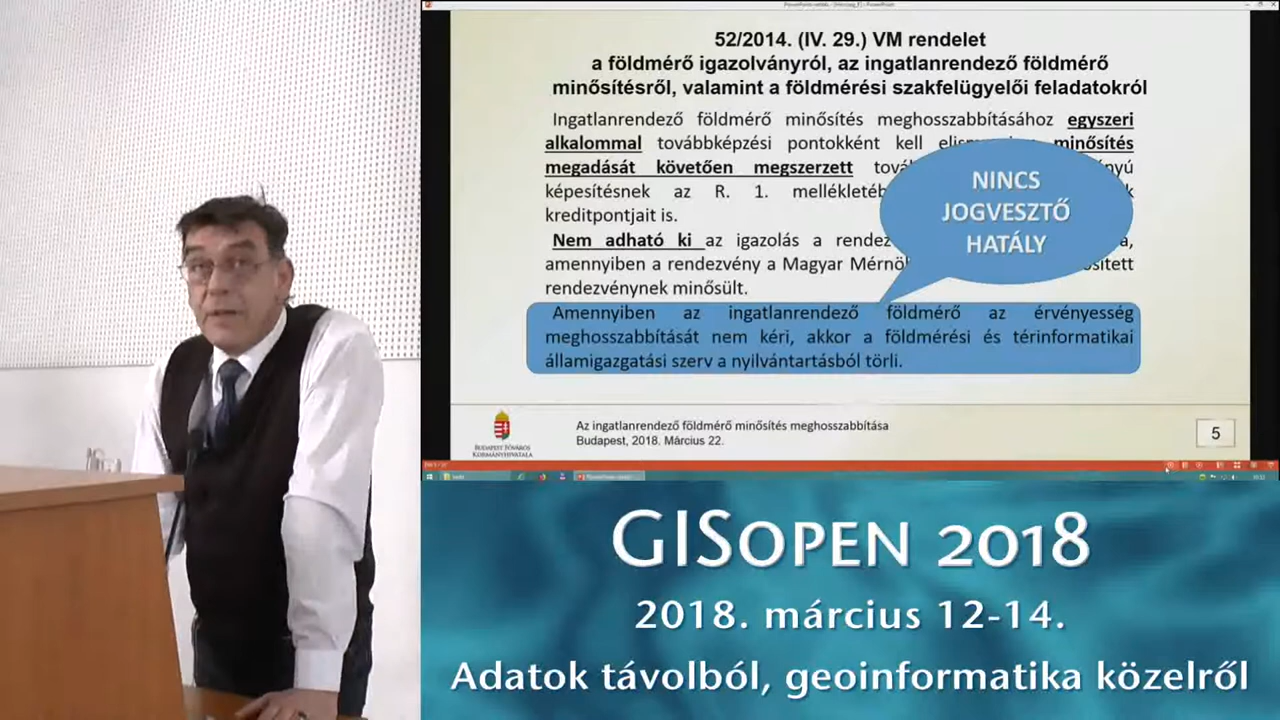 52/2014. (IV. 29.) VM rendelet
a földmérő igazolványról, az ingatlanrendező földmérő
minősítésről, valamint a földmérési szakfelügyelői feladatokról
Ingatlanrendező földmérő minősítés meghosszabbításához egyszeri
alkalommal továbbképzési pontokként kell minősítés
megadását követően megszerzett
képesítésnek az R. 1.
kreditpontjait is.
Nem adható ki az igazolás a
amennyiben a rendezvény a Magyar
rendezvénynek minősült.
NINCS
JOGVESZTŐ
HATÁLY
Amennyiben az ingatlanrendező földmérő az érvényesség
meghosszabbítását nem kéri, akkor a földmérési és térinformatikai
államigazgatási szerv a nyilvántartásból törli.
BUDAPEST FŐVÁROS
KORMÁNYHIVATALA
Az ingatlanrendező földmérő minősítés meghosszabbítása
Budapest, 2018. Március 22.
5
GISOPEN 2018
2018. március 12-14.
Adatok távolból, geoinformatika közelről